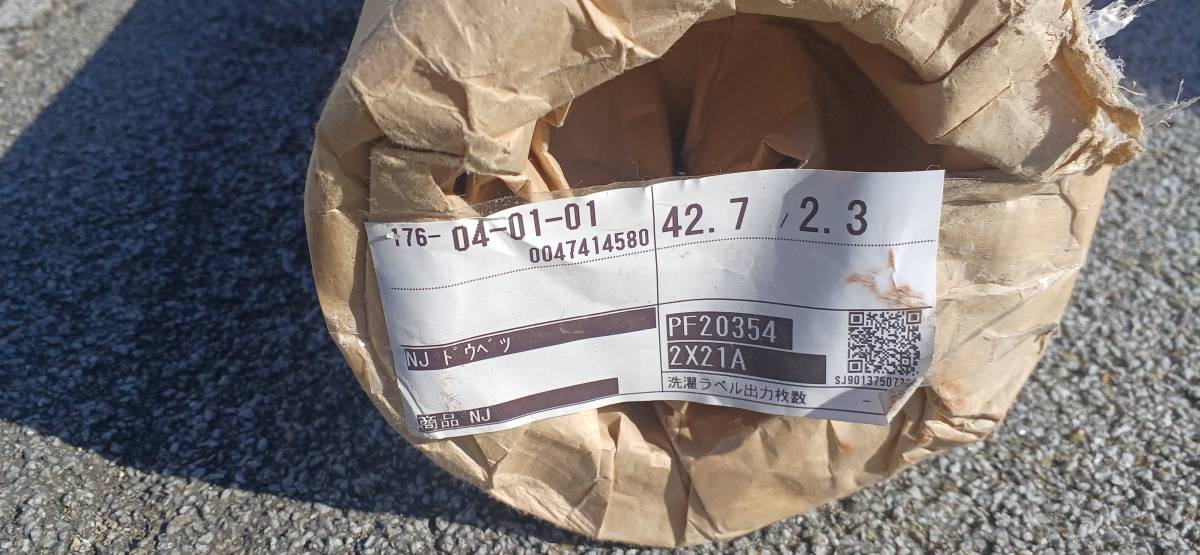 176- 04-01-01
0047414580
42.7 / 2.3
NJ ﾄﾞｳﾍﾞﾂ
PF20354
2X21A
洗濯ラベル出力枚数 -
商品 NJ